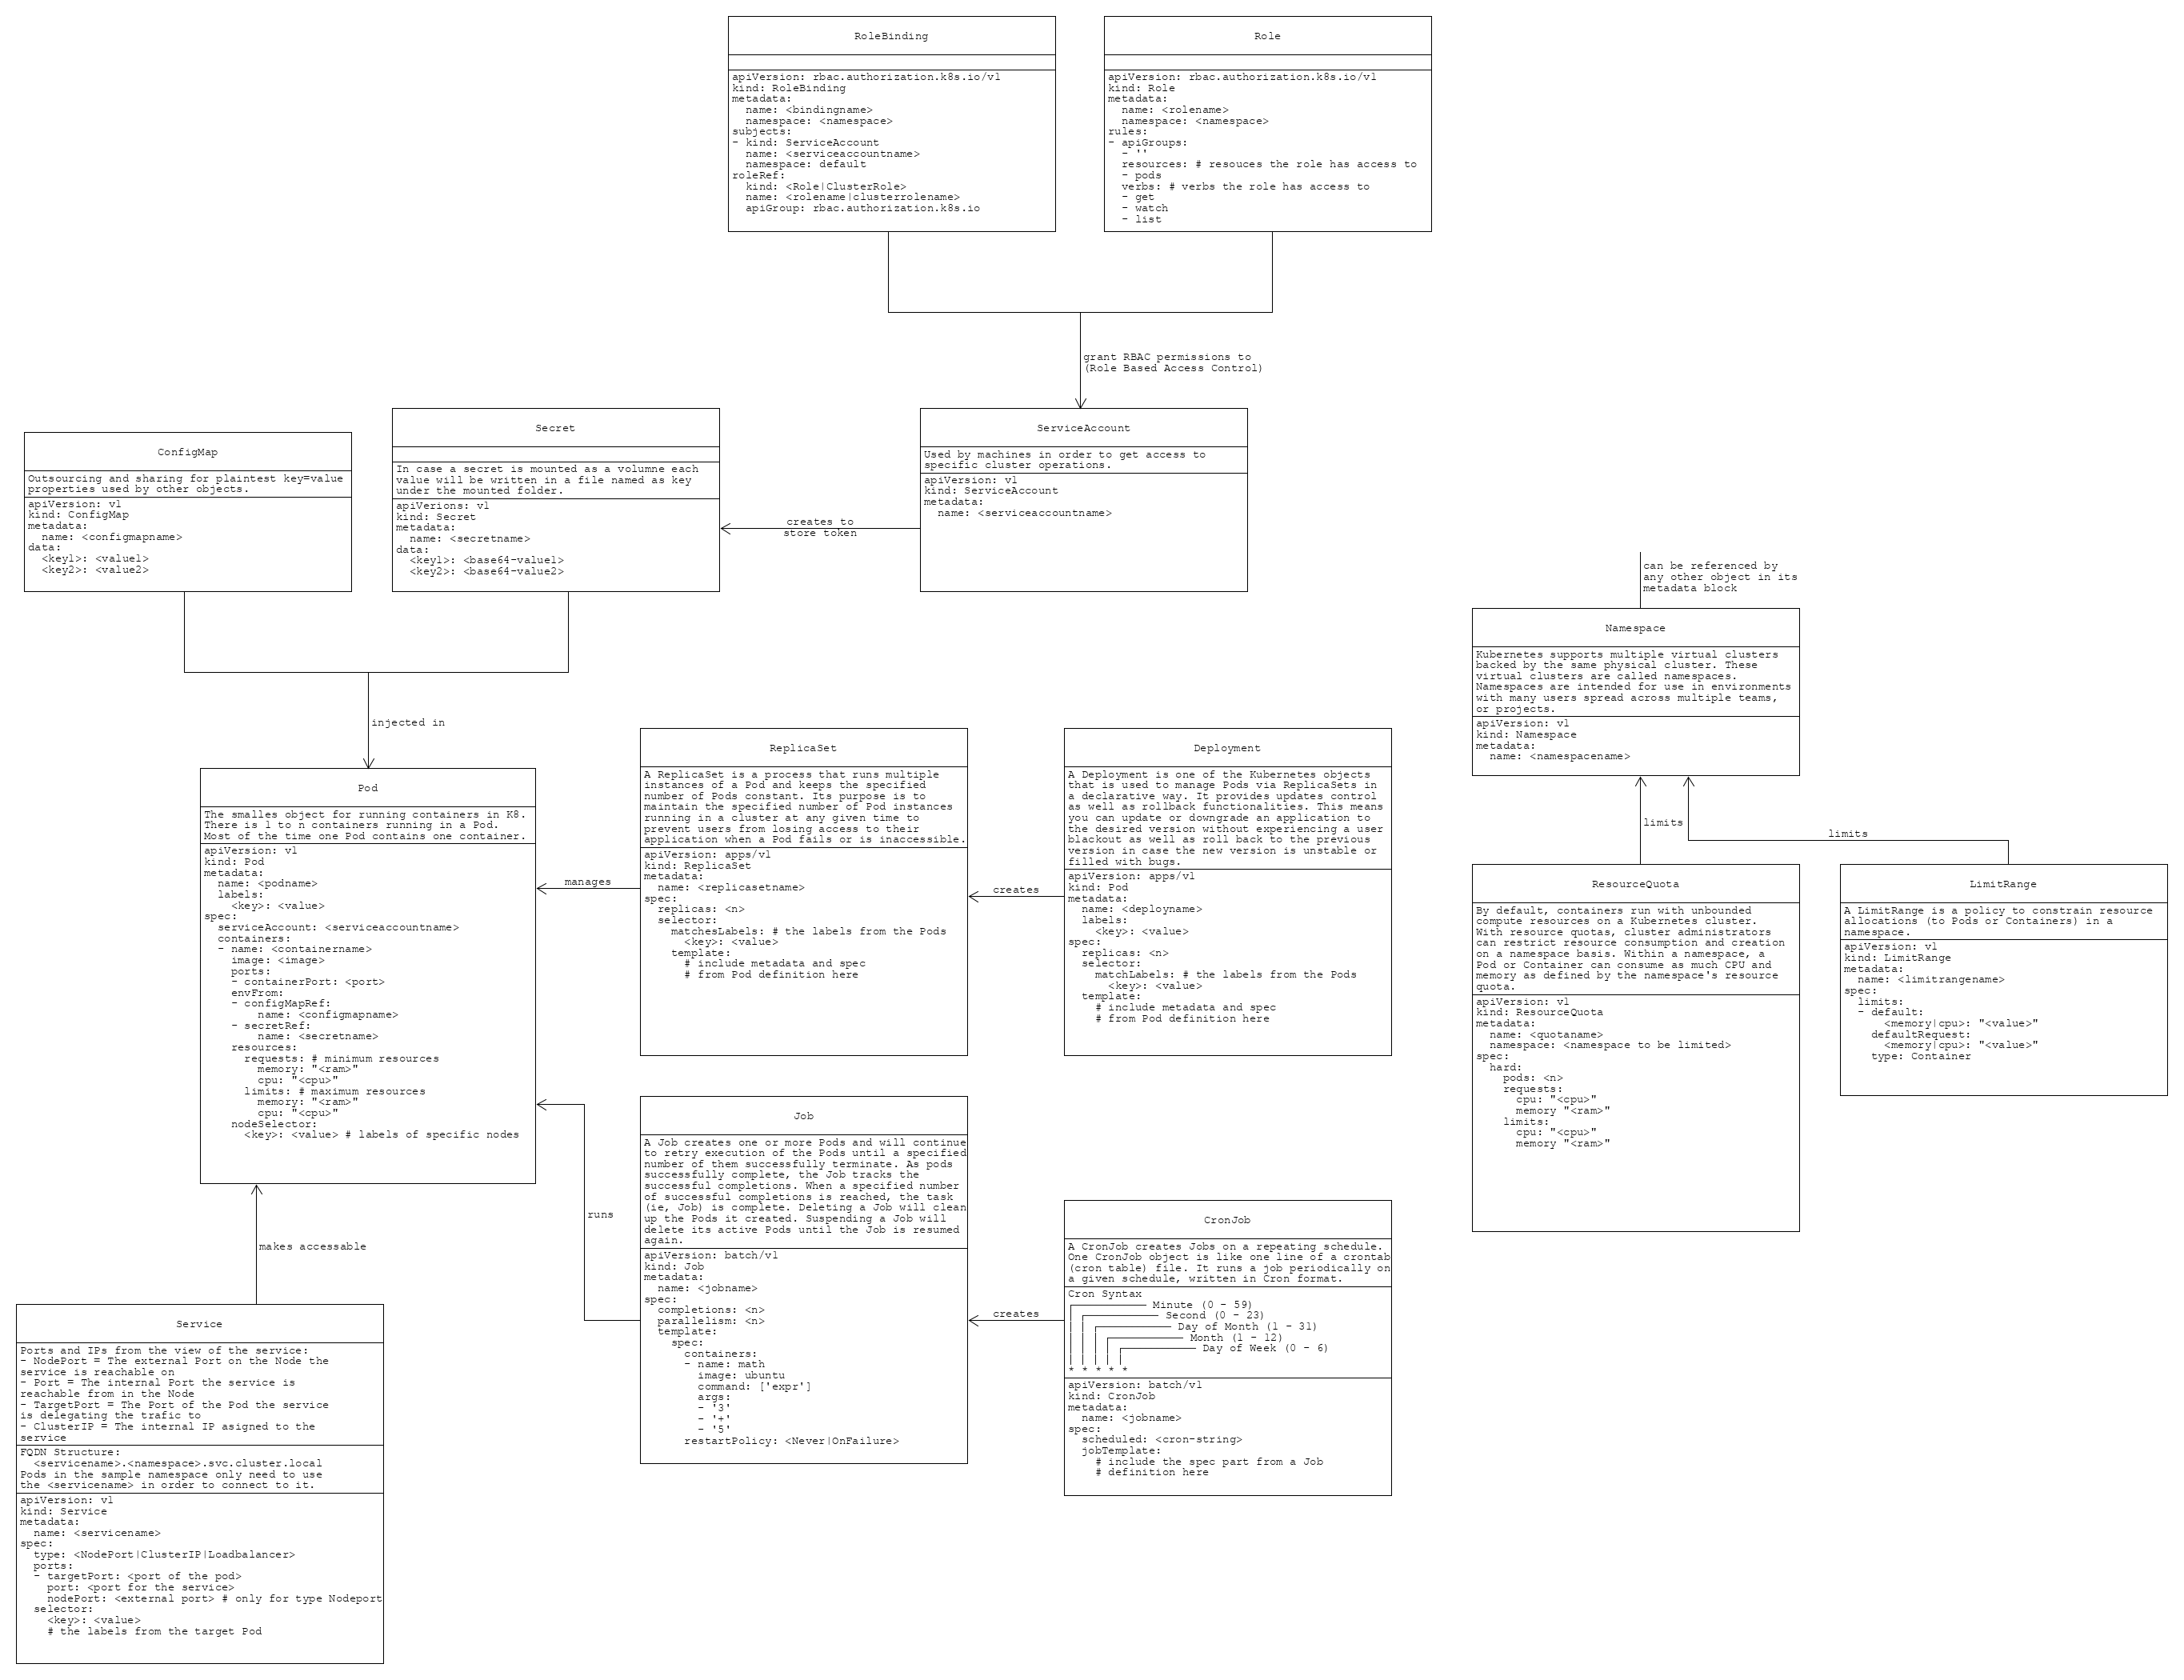 RoleBinding
apiVersion: rbac.authorization.k8s.io/v1
kind: RoleBinding
metadata:
  name: <bindingname>
  namespace: <namespace>
subjects:
- kind: ServiceAccount
  name: <serviceaccountname>
  namespace: default
roleRef:
  kind: <Role|ClusterRole>
  name: <rolename|clusterrolename>
  apiGroup: rbac.authorization.k8s.io
Role
apiVersion: rbac.authorization.k8s.io/v1
kind: Role
metadata:
  name: <rolename>
  namespace: <namespace>
rules:
- apiGroups:
  - ''
  resources: # resouces the role has access to
  - pods
  verbs: # verbs the role has access to
  - get
  - watch
  - list
grant RBAC permissions to
(Role Based Access Control)
ConfigMap
Outsourcing and sharing for plaintest key=value
properties used by other objects.
apiVersion: v1
kind: ConfigMap
metadata:
  name: <configmapname>
data:
  <key1>: <value1>
  <key2>: <value2>
Secret
In case a secret is mounted as a volumne each
value will be written in a file named as key
under the mounted folder.
apiVerions: v1
kind: Secret
metadata:
  name: <secretname>
data:
  <key1>: <base64-value1>
  <key2>: <base64-value2>
creates to
store token
ServiceAccount
Used by machines in order to get access to
specific cluster operations.
apiVersion: v1
kind: ServiceAccount
metadata:
  name: <serviceaccountname>
can be referenced by
any other object in its
metadata block
Namespace
Kubernetes supports multiple virtual clusters
backed by the same physical cluster. These
virtual clusters are called namespaces.
Namespaces are intended for use in environments
with many users spread across multiple teams,
or projects.
apiVersion: v1
kind: Namespace
metadata:
  name: <namespacename>
injected in
Pod
The smalles object for running containers in K8.
There is 1 to n containers running in a Pod.
Most of the time one Pod contains one container.
apiVersion: v1
kind: Pod
metadata:
  name: <podname>
  labels:
    <key>: <value>
spec:
  serviceAccount: <serviceaccountname>
  containers:
  - name: <containername>
    image: <image>
    ports:
    - containerPort: <port>
    envFrom:
    - configMapRef:
        name: <configmapname>
    - secretRef:
        name: <secretname>
    resources:
      requests: # minimum resources
        memory: "<ram>"
        cpu: "<cpu>"
      limits: # maximum resources
        memory: "<ram>"
        cpu: "<cpu>"
    nodeSelector:
      <key>: <value> # labels of specific nodes
manages
ReplicaSet
A ReplicaSet is a process that runs multiple
instances of a Pod and keeps the specified
number of Pods constant. Its purpose is to
maintain the specified number of Pod instances
running in a cluster at any given time to
prevent users from losing access to their
application when a Pod fails or is inaccessible.
apiVersion: apps/v1
kind: ReplicaSet
metadata:
  name: <replicasetname>
spec:
  replicas: <n>
  selector:
    matchesLabels: # the labels from the Pods
      <key>: <value>
    template:
      # include metadata and spec
      # from Pod definition here
creates
Deployment
A Deployment is one of the Kubernetes objects
that is used to manage Pods via ReplicaSets in
a declarative way. It provides updates control
as well as rollback functionalities. This means
you can update or downgrade an application to
the desired version without experiencing a user
blackout as well as roll back to the previous
version in case the new version is unstable or
filled with bugs.
apiVersion: apps/v1
kind: Pod
metadata:
  name: <deployname>
  labels:
    <key>: <value>
spec:
  replicas: <n>
  selector:
    matchLabels: # the labels from the Pods
      <key>: <value>
  template:
    # include metadata and spec
    # from Pod definition here
limits
limits
ResourceQuota
By default, containers run with unbounded
compute resources on a Kubernetes cluster.
With resource quotas, cluster administrators
can restrict resource consumption and creation
on a namespace basis. Within a namespace, a
Pod or Container can consume as much CPU and
memory as defined by the namespace's resource
quota.
apiVersion: v1
kind: ResourceQuota
metadata:
  name: <quotaname>
  namespace: <namespace to be limited>
spec:
  hard:
    pods: <n>
    requests:
      cpu: "<cpu>"
      memory "<ram>"
    limits:
      cpu: "<cpu>"
      memory "<ram>"
LimitRange
A LimitRange is a policy to constrain resource
allocations (to Pods or Containers) in a
namespace.
apiVersion: v1
kind: LimitRange
metadata:
  name: <limitrangename>
spec:
  limits:
  - default:
      <memory|cpu>: "<value>"
    defaultRequest:
      <memory|cpu>: "<value>"
    type: Container
runs
Job
A Job creates one or more Pods and will continue
to retry execution of the Pods until a specified
number of them successfully terminate. As pods
successfully complete, the Job tracks the
successful completions. When a specified number
of successful completions is reached, the task
(ie, Job) is complete. Deleting a Job will clean
up the Pods it created. Suspending a Job will
delete its active Pods until the Job is resumed
again.
apiVersion: batch/v1
kind: Job
metadata:
  name: <jobname>
spec:
  completions: <n>
  parallelism: <n>
  template:
    spec:
      containers:
      - name: math
        image: ubuntu
        command: ['expr']
        args:
        - '3'
        - '+'
        - '5'
      restartPolicy: <Never|OnFailure>
creates
CronJob
A CronJob creates Jobs on a repeating schedule.
One CronJob object is like one line of a crontab
(cron table) file. It runs a job periodically on
a given schedule, written in Cron format.
Cron Syntax
Minute (0 - 59)
Second (0 - 23)
Day of Month (1 - 31)
Month (1 - 12)
Day of Week (0 - 6)
* * * * *
apiVersion: batch/v1
kind: CronJob
metadata:
  name: <jobname>
spec:
  scheduled: <cron-string>
  jobTemplate:
    # include the spec part from a Job
    # definition here
makes accessable
Service
Ports and IPs from the view of the service:
- NodePort = The external Port on the Node the
service is reachable on
- Port = The internal Port the service is
reachable from in the Node
- TargetPort = The Port of the Pod the service
is delegating the trafic to
- ClusterIP = The internal IP asigned to the
service
FQDN Structure:
  <servicename>.<namespace>.svc.cluster.local
Pods in the sample namespace only need to use
the <servicename> in order to connect to it.
apiVersion: v1
kind: Service
metadata:
  name: <servicename>
spec:
  type: <NodePort|ClusterIP|Loadbalancer>
  ports:
  - targetPort: <port of the pod>
    port: <port for the service>
    nodePort: <external port> # only for type Nodeport
  selector:
    <key>: <value>
    # the labels from the target Pod